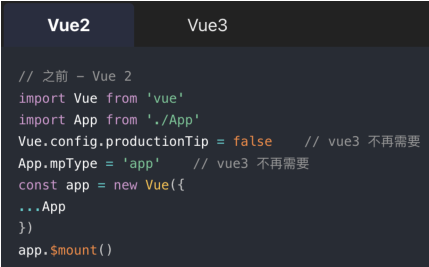 Vue2 Vue3
// 之前 - Vue 2
import Vue from 'vue'
import App from './App'
Vue.config.productionTip = false    // vue3 不再需要
App.mpType = 'app'    // vue3 不再需要
const app = new Vue({
...App
})
app.$mount()